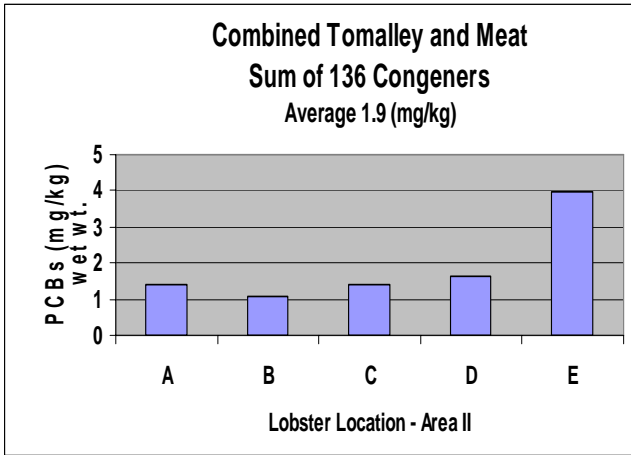 Combined Tomalley and Meat
Sum of 136 Congeners
Average 1.9 (mg/kg)
PCBs (mg/kg)
wet wt.
5
4
3
2
1
0
A B C D E
Lobster Location - Area II